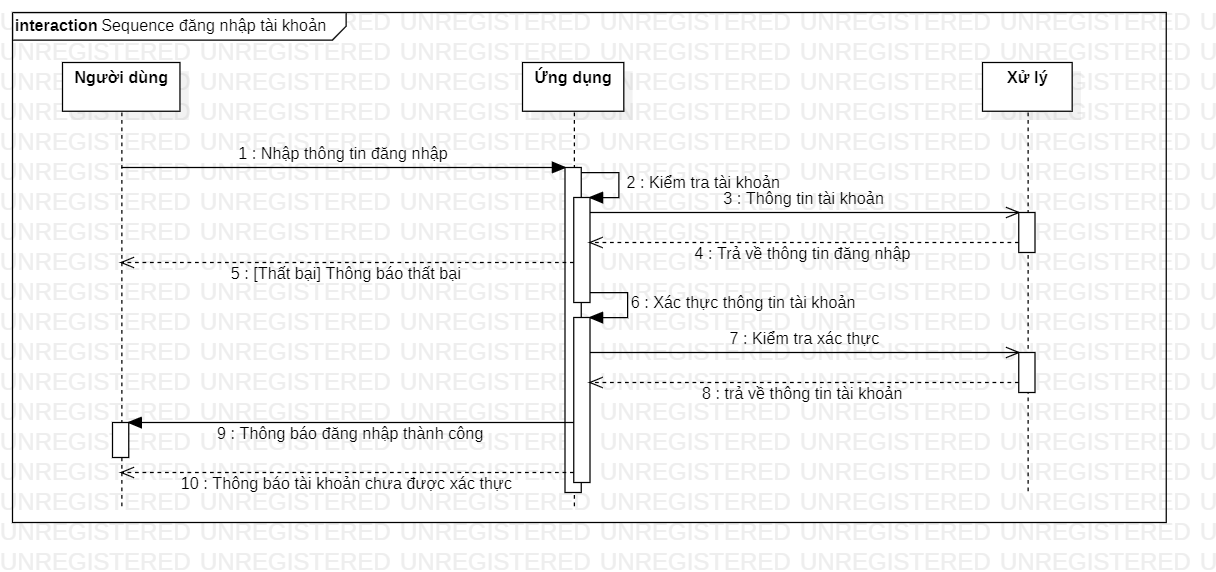 interaction Sequence đăng nhập tài khoản
Người dùng
Ứng dụng
Xử lý
1 : Nhập thông tin đăng nhập
2 : Kiểm tra tài khoản
3 : Thông tin tài khoản
4 : Trả về thông tin đăng nhập
5 : [Thất bại] Thông báo thất bại
6 : Xác thực thông tin tài khoản
7 : Kiểm tra xác thực
8 : trả về thông tin tài khoản
9 : Thông báo đăng nhập thành công
10 : Thông báo tài khoản chưa được xác thực
UNREGISTERED UNREGISTERED UNREGISTERED UNREGISTERED UNREGISTERED UNREGISTERED